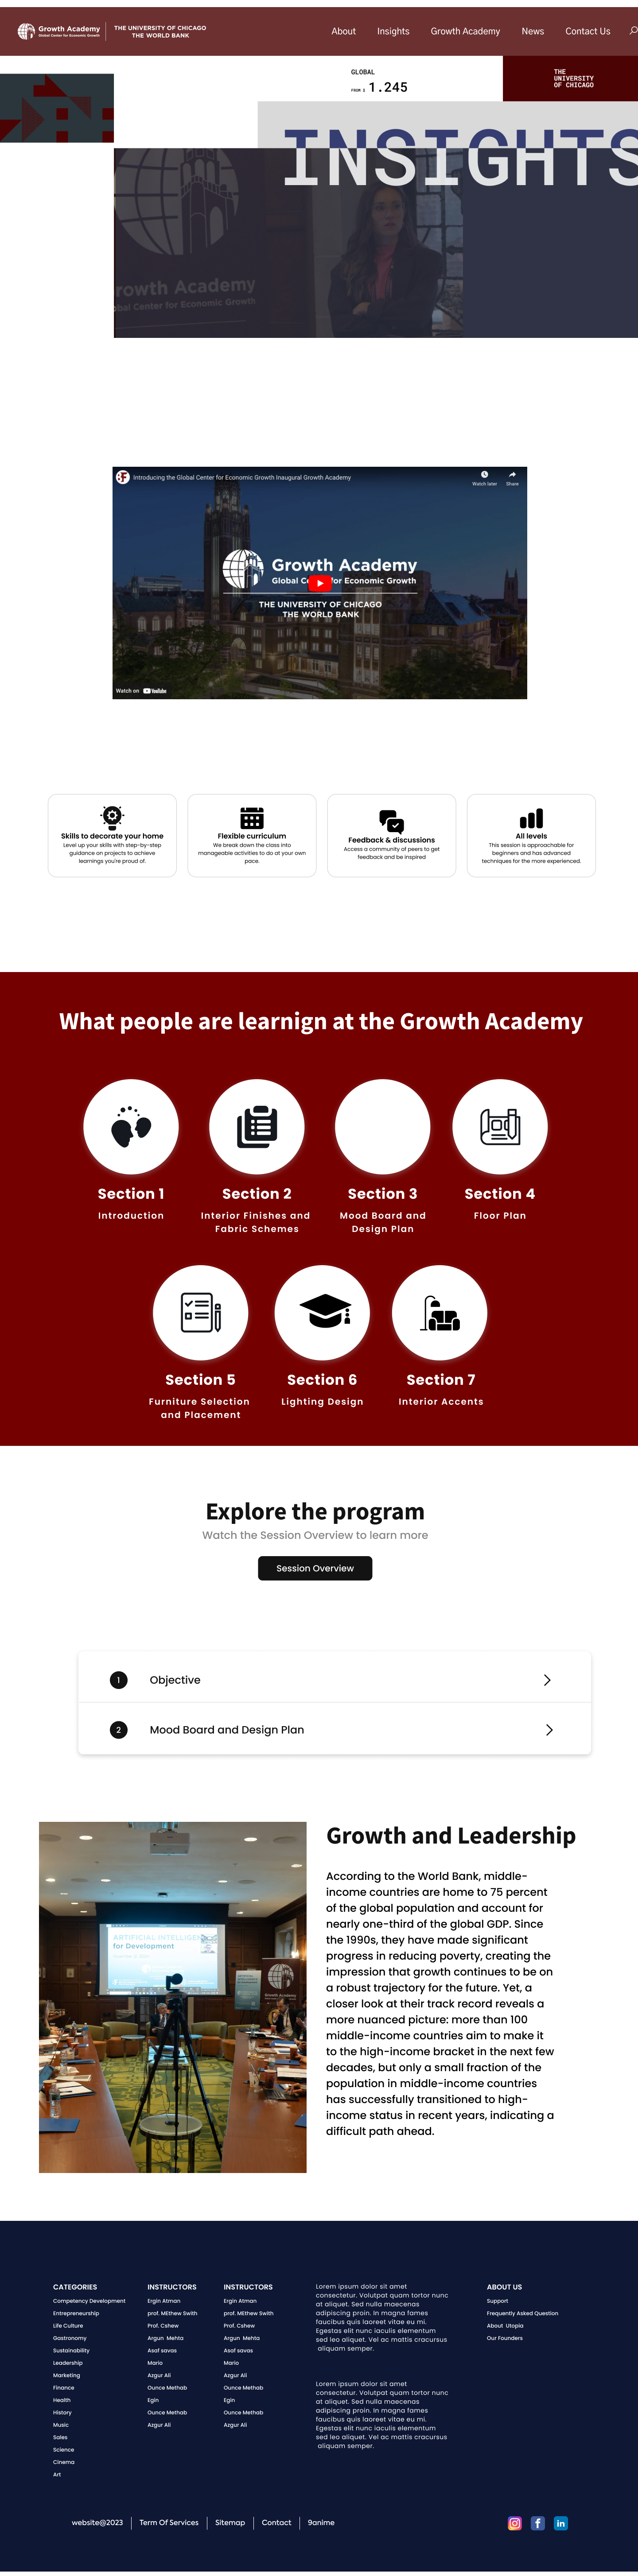 Growth Academy
Global Center for Economic Growth
THE UNIVERSITY OF CHICAGO
THE WORLD BANK
About
Insights
Growth Academy
News
Contact Us
GLOBAL
FROM $ 1.245
THE
UNIVERSITY
OF CHICAGO
INSIGHTS
Growth Academy
bal Center for Economic Growth
Introducing the Global Center for Economic Growth Inaugural Growth Academy
Watch later
Share
Growth Academy
Global C for Economic Growth
THE UNIVERSITY OF CHICAGO
THE WORLD BANK
Watch on YouTube
Skills to decorate your home
Level up your skills with step-by-step
guidance on projects to achieve
learnings you're proud of.
Flexible curriculum
We break down the class into
manageable activities to do at your own
pace.
Feedback & discussions
Access a community of peers to get
feedback and be inspired
All levels
This session is approachable for
beginners and has advanced
techniques for the more experienced.
What people are learnign at the Growth Academy
Section 1
Introduction
Section 2
Interior Finishes and
Fabric Schemes
Section 3
Mood Board and
Design Plan
Section 4
Floor Plan
Section 5
Furniture Selection
and Placement
Section 6
Lighting Design
Section 7
Interior Accents
Explore the program
Watch the Session Overview to learn more
Session Overview
1 Objective
2 Mood Board and Design Plan
ARTIFICIAL INTELLIGEN
for Development
Growth Academy
Growth and Leadership
According to the World Bank, middle-
income countries are home to 75 percent
of the global population and account for
nearly one-third of the global GDP. Since
the 1990s, they have made significant
progress in reducing poverty, creating the
impression that growth continues to be on
a robust trajectory for the future. Yet, a
closer look at their track record reveals a
more nuanced picture: more than 100
middle-income countries aim to make it
to the high-income bracket in the next few
decades, but only a small fraction of the
population in middle-income countries
has successfully transitioned to high-
income status in recent years, indicating a
difficult path ahead.
CATEGORIES
Competency Development
Entrepreneurship
Life Culture
Gastronomy
Sustainability
Leadership
Marketing
Finance
Health
History
Music
Sales
Science
Cinema
Art
INSTRUCTORS
Ergin Atman
prof. MEthew Swith
Prof. Cshew
Argun Mehta
Asaf savas
Mario
Azgur Ali
Ounce Methab
Egin
Ounce Methab
Azgur Ali
INSTRUCTORS
Ergin Atman
prof. MEthew Swith
Prof. Cshew
Argun Mehta
Asaf savas
Mario
Azgur Ali
Ounce Methab
Egin
Ounce Methab
Azgur Ali
Lorem ipsum dolor sit amet
consectetur. Volutpat quam tortor nunc
at aliquet. Sed nulla maecenas
adipiscing proin. In magna fames
faucibus quis laoreet vitae eu mi.
Egestas elit nunc iaculis elementum
sed leo aliquet. Vel ac mattis cracursus
aliquam semper.
Lorem ipsum dolor sit amet
consectetur. Volutpat quam tortor nunc
at aliquet. Sed nulla maecenas
adipiscing proin. In magna fames
faucibus quis laoreet vitae eu mi.
Egestas elit nunc iaculis elementum
sed leo aliquet. Vel ac mattis cracursus
aliquam semper.
ABOUT US
Support
Frequently Asked Question
About Utopia
Our Founders
website@2023
Term Of Services
Sitemap
Contact
9anime